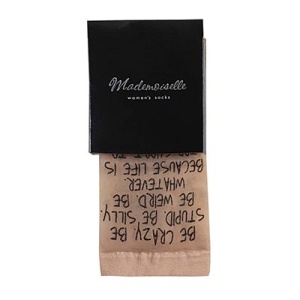 Mademoiselle
women's socks
BE CRAZY. BE
STUPID. BE SILLY.
BE WEIRD. BE
WHATEVER.
BECAUSE LIFE IS